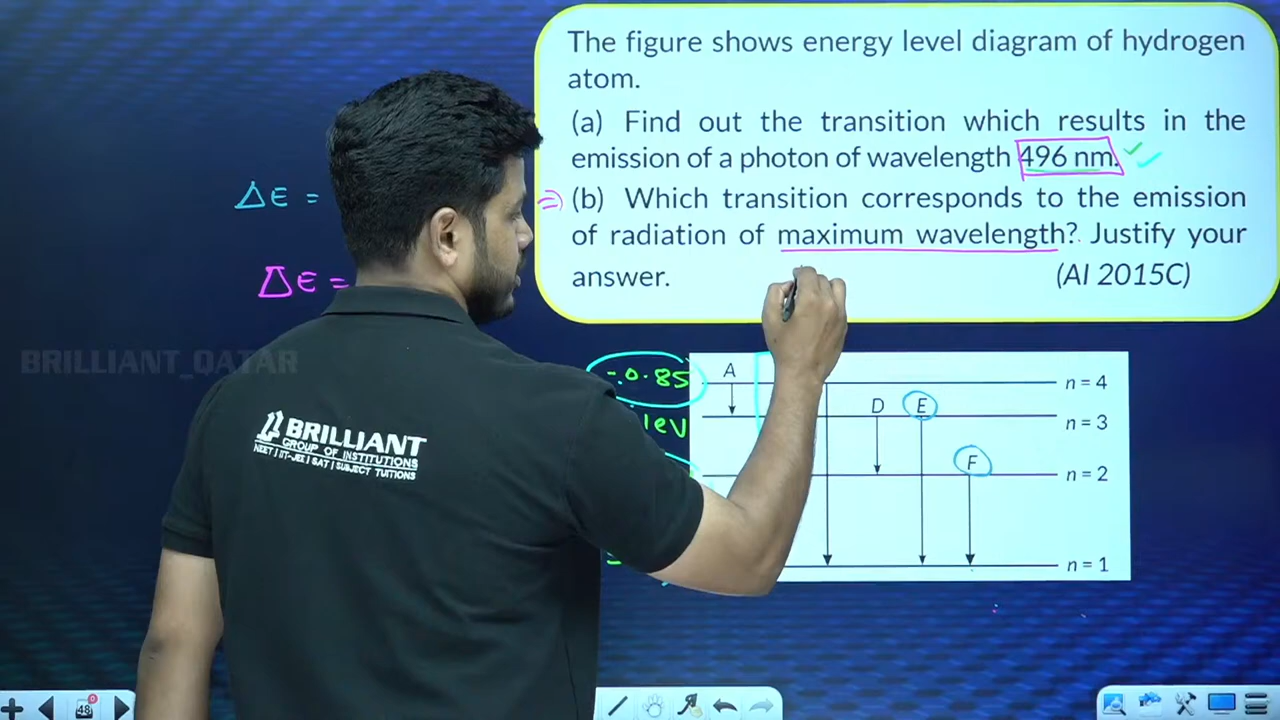 The figure shows energy level diagram of hydrogen
atom.
(a) Find out the transition which results in the
emission of a photon of wavelength 496 nm.
(b) Which transition corresponds to the emission
of radiation of maximum wavelength? Justify your
answer.
(AI 2015C)
ΔE =
ΔE =
BRILLIANT_QATAR
BRILLIANT
GROUP OF INSTITUTIONS
NEET | IIT-JEE | SAT | SUBJECT TUITIONS
-0.85
1eV
A
D
E
F
n = 4
n = 3
n = 2
n = 1
48
0